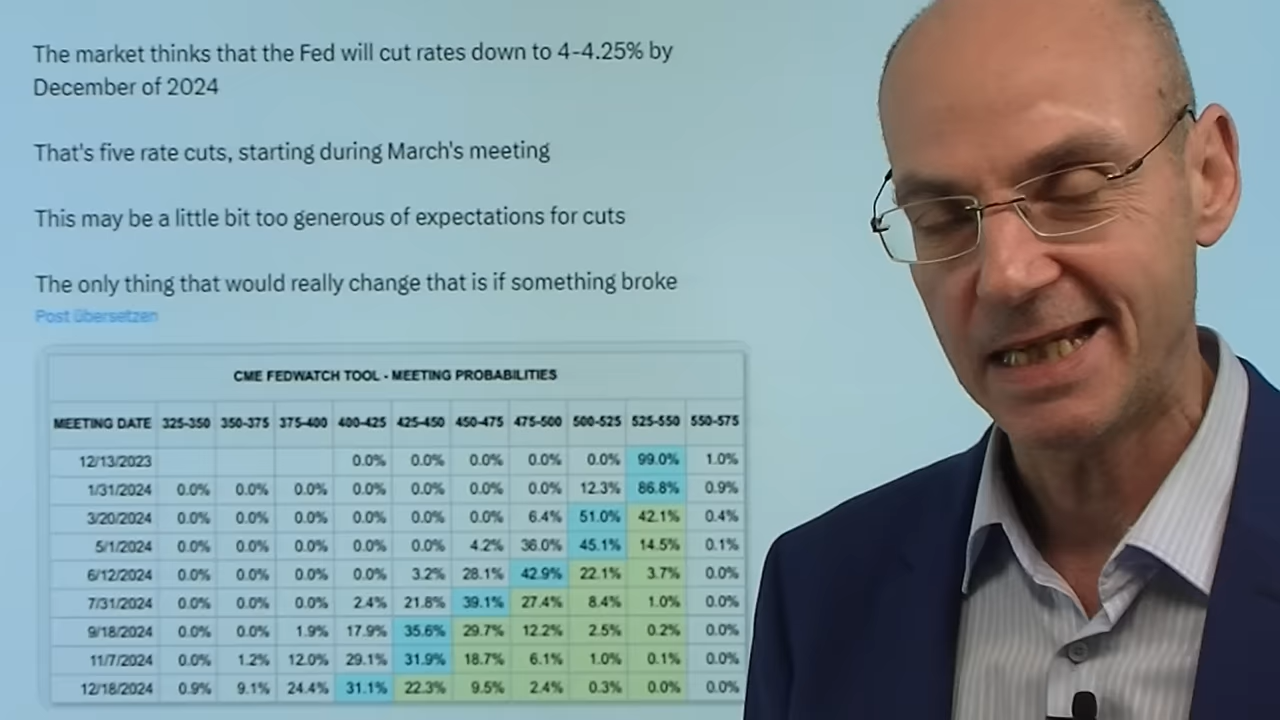 The market thinks that the Fed will cut rates down to 4-4.25% by
December of 2024
That's five rate cuts, starting during March's meeting
This may be a little bit too generous of expectations for cuts
The only thing that would really change that is if something broke
Post übersetzen
CME FEDWATCH TOOL - MEETING PROBABILITIES
MEETING DATE 325-350 350-375 375-400 400-425 425-450 450-475 475-500 500-525 525-550 550-575
12/13/2023 0.0% 0.0% 0.0% 0.0% 0.0% 99.0% 1.0%
1/31/2024 0.0% 0.0% 0.0% 0.0% 0.0% 0.0% 0.0% 12.3% 86.8% 0.9%
3/20/2024 0.0% 0.0% 0.0% 0.0% 0.0% 0.0% 6.4% 51.0% 42.1% 0.4%
5/1/2024 0.0% 0.0% 0.0% 0.0% 0.0% 4.2% 36.0% 45.1% 14.5% 0.1%
6/12/2024 0.0% 0.0% 0.0% 0.0% 3.2% 28.1% 42.9% 22.1% 3.7% 0.0%
7/31/2024 0.0% 0.0% 0.0% 2.4% 21.8% 39.1% 27.4% 8.4% 1.0% 0.0%
9/18/2024 0.0% 0.0% 1.9% 17.9% 35.6% 29.7% 12.2% 2.5% 0.2% 0.0%
11/7/2024 0.0% 1.2% 12.0% 29.1% 31.9% 18.7% 6.1% 1.0% 0.1% 0.0%
12/18/2024 0.9% 9.1% 24.4% 31.1% 22.3% 9.5% 2.4% 0.3% 0.0% 0.0%